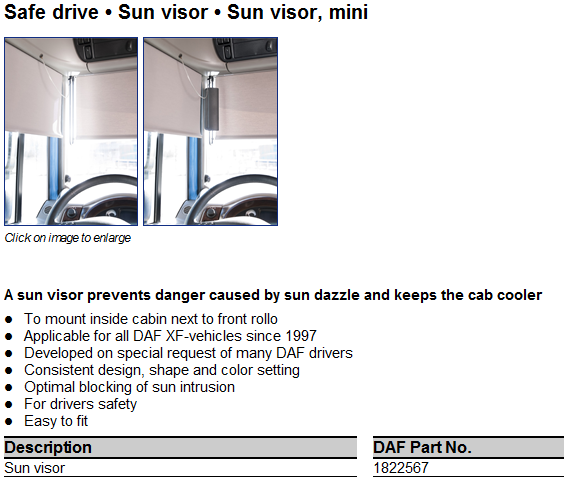 Safe drive • Sun visor • Sun visor, mini
Click on image to enlarge
A sun visor prevents danger caused by sun dazzle and keeps the cab cooler
● To mount inside cabin next to front rollo
● Applicable for all DAF XF-vehicles since 1997
● Developed on special request of many DAF drivers
● Consistent design, shape and color setting
● Optimal blocking of sun intrusion
● For drivers safety
● Easy to fit
Description DAF Part No.
Sun visor 1822567